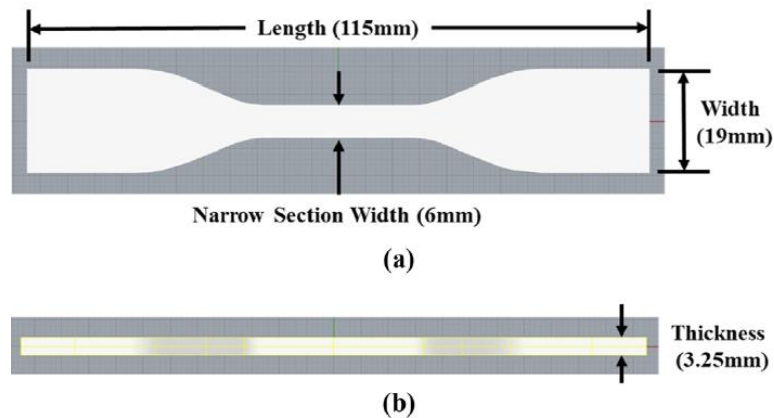 Length (115mm)
Width
(19mm)
Narrow Section Width (6mm)
(a)
Thickness
(3.25mm)
(b)